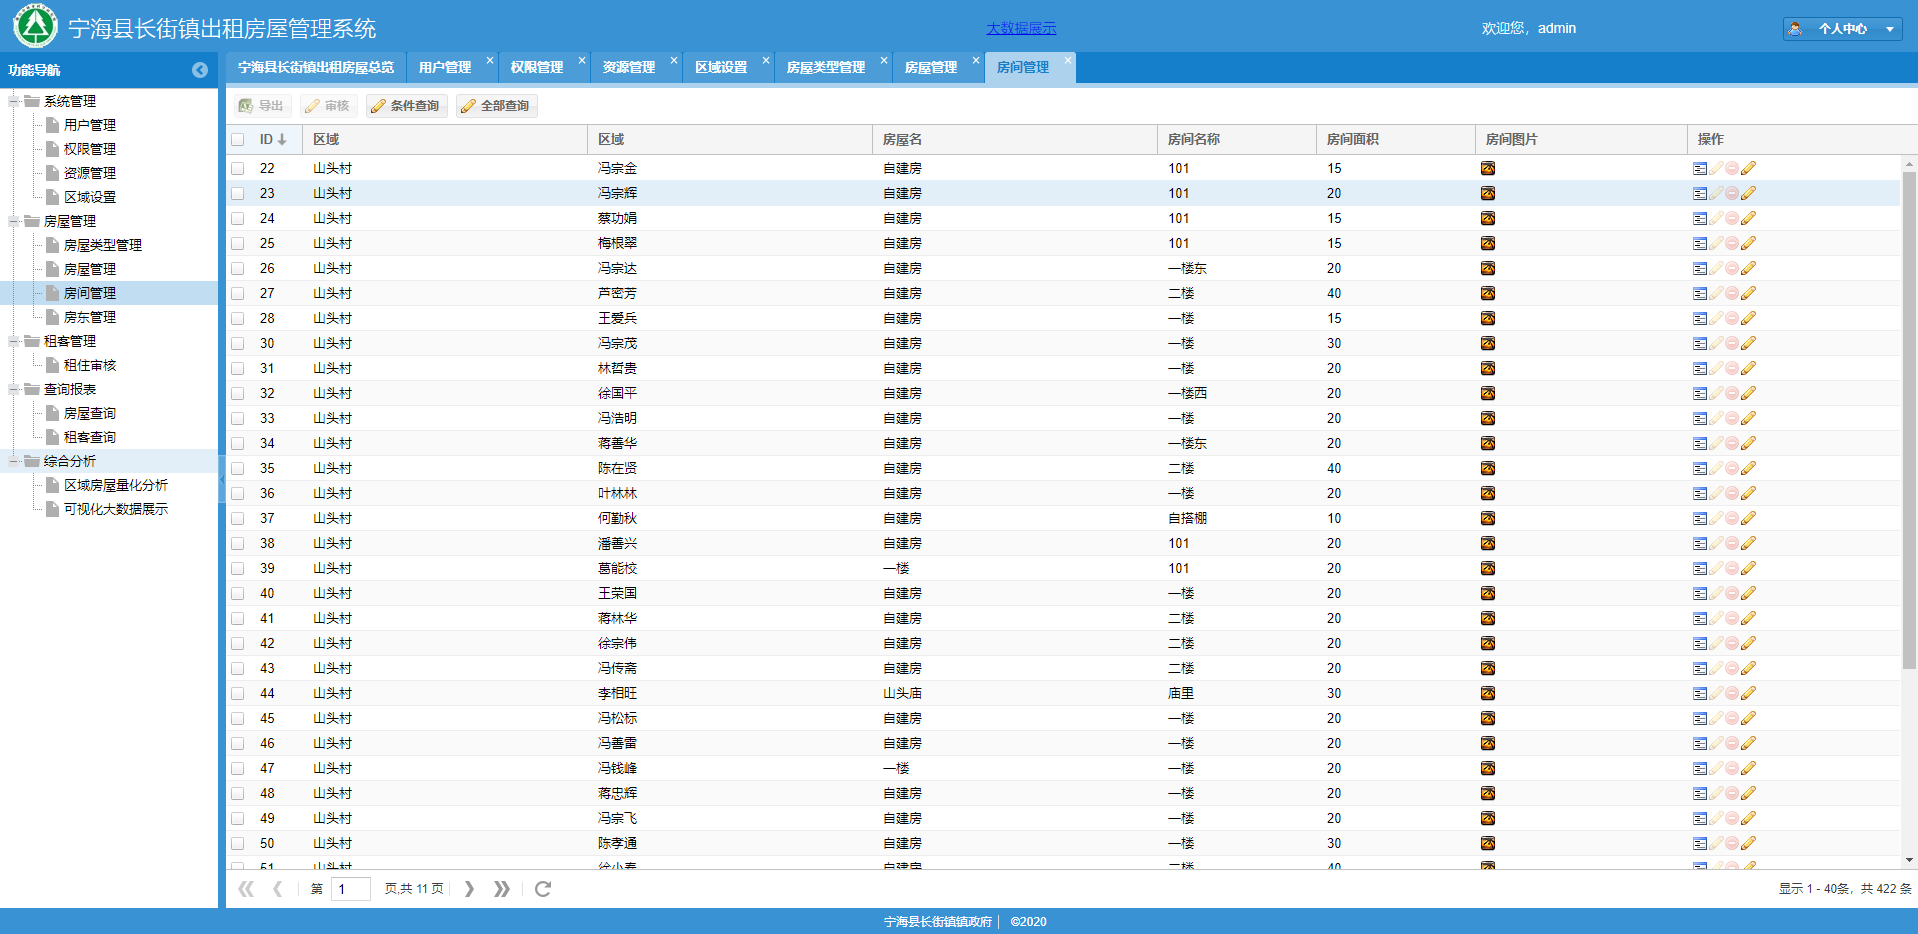 宁海县长街镇出租房屋管理系统
大数据展示
欢迎您，admin
个人中心
功能导航
宁海县长街镇出租房屋总览 用户管理 权限管理 资源管理 区域设置 房屋类型管理 房屋管理 房间管理
系统管理
用户管理
权限管理
资源管理
区域设置
房屋管理
房屋类型管理
房屋管理
房间管理
房东管理
租客管理
租住审核
查询报表
房屋查询
租客查询
综合分析
区域房屋量化分析
可视化大数据展示
导出 审核 条件查询 全部查询
ID 区域 区域 房屋名 房间名称 房间面积 房间图片 操作
22 山头村 冯宗金 自建房 101 15
23 山头村 冯宗辉 自建房 101 20
24 山头村 蔡功娟 自建房 101 15
25 山头村 梅根翠 自建房 101 15
26 山头村 冯宗达 自建房 一楼东 20
27 山头村 芦密芳 自建房 二楼 40
28 山头村 王爱兵 自建房 一楼 15
30 山头村 冯宗茂 自建房 一楼 30
31 山头村 林哲贵 自建房 一楼 20
32 山头村 徐国平 自建房 一楼西 20
33 山头村 冯浩明 自建房 一楼 20
34 山头村 蒋善华 自建房 一楼东 20
35 山头村 陈在贤 自建房 二楼 40
36 山头村 叶林林 自建房 一楼 20
37 山头村 何勤秋 自建房 自搭棚 10
38 山头村 潘善兴 自建房 101 20
39 山头村 葛能校 一楼 101 20
40 山头村 王荣国 自建房 一楼 20
41 山头村 蒋林华 自建房 二楼 20
42 山头村 徐宗伟 自建房 二楼 20
43 山头村 冯传斋 自建房 二楼 20
44 山头村 李相旺 山头庙 庙里 30
45 山头村 冯松标 自建房 一楼 20
46 山头村 冯善雷 自建房 一楼 20
47 山头村 冯钱峰 一楼 一楼 20
48 山头村 蒋忠辉 自建房 一楼 20
49 山头村 冯宗飞 自建房 一楼 20
50 山头村 陈孝通 自建房 一楼 30
51 山头村 徐小春 自建房 二楼 40
第 1 页,共 11 页
显示 1 - 40条，共 422 条
宁海县长街镇镇政府 | ©2020